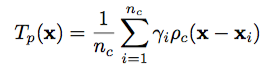 $T_p(\mathbf{x}) = \frac{1}{n_c} \sum_{i=1}^{n_c} \gamma_i \rho_c(\mathbf{x} - \mathbf{x}_i)$